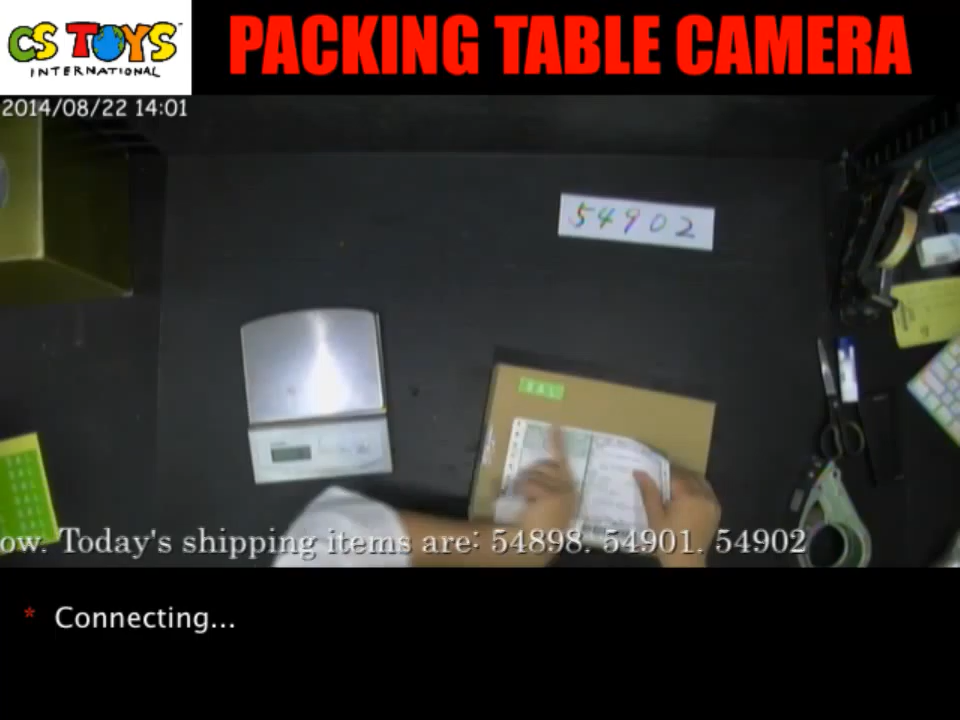 CS TOYS
INTERNATIONAL
PACKING TABLE CAMERA
2014/08/22 14:01
54902
ow. Today's shipping items are: 54898. 54901. 54902
* Connecting...